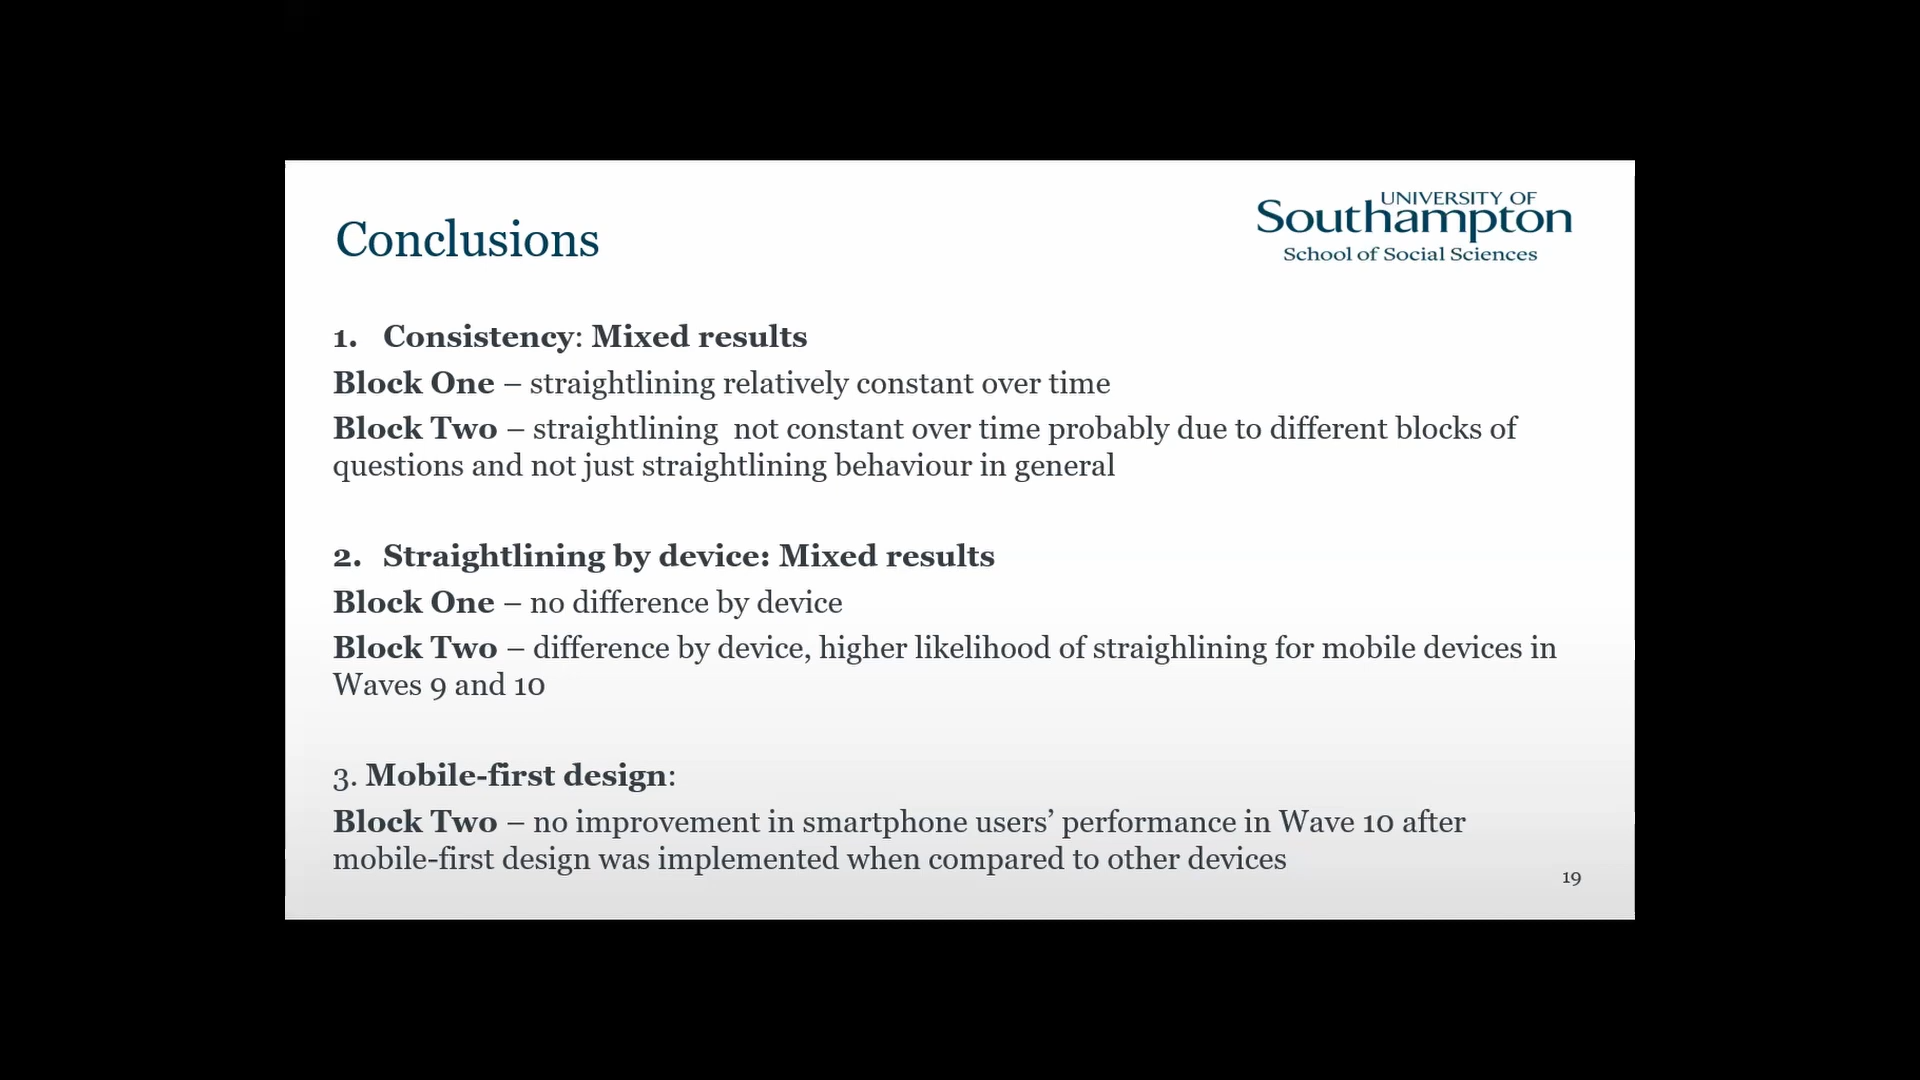 Conclusions
UNIVERSITY OF
Southampton
School of Social Sciences
1. Consistency: Mixed results
Block One – straightlining relatively constant over time
Block Two – straightlining  not constant over time probably due to different blocks of
questions and not just straightlining behaviour in general
2. Straightlining by device: Mixed results
Block One – no difference by device
Block Two – difference by device, higher likelihood of straighlining for mobile devices in
Waves 9 and 10
3. Mobile-first design:
Block Two – no improvement in smartphone users’ performance in Wave 10 after
mobile-first design was implemented when compared to other devices
19